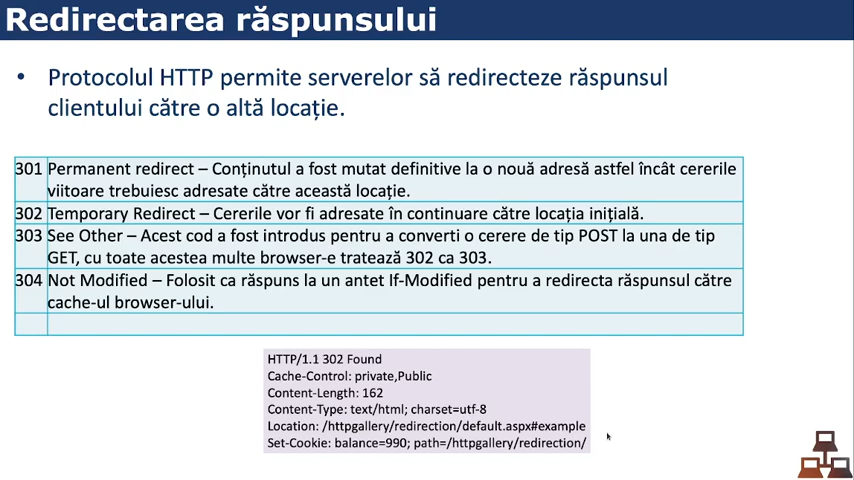 Redirectarea răspunsului
• Protocolul HTTP permite serverelor să redirecteze răspunsul
clientului către o altă locație.
301 Permanent redirect – Conținutul a fost mutat definitive la o nouă adresă astfel încât cererile
viitoare trebuiesc adresate către această locație.
302 Temporary Redirect – Cererile vor fi adresate în continuare către locația inițială.
303 See Other – Acest cod a fost introdus pentru a converti o cerere de tip POST la una de tip
GET, cu toate acestea multe browser-e tratează 302 ca 303.
304 Not Modified – Folosit ca răspuns la un antet If-Modified pentru a redirecta răspunsul către
cache-ul browser-ului.
HTTP/1.1 302 Found
Cache-Control: private,Public
Content-Length: 162
Content-Type: text/html; charset=utf-8
Location: /httpgallery/redirection/default.aspx#example
Set-Cookie: balance=990; path=/httpgallery/redirection/